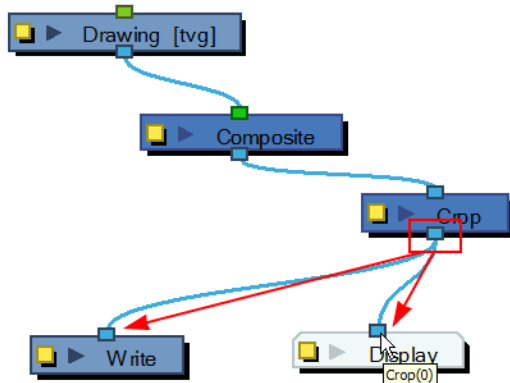 Drawing [tvg]
Composite
Crop
Write
Display
Crop(0)